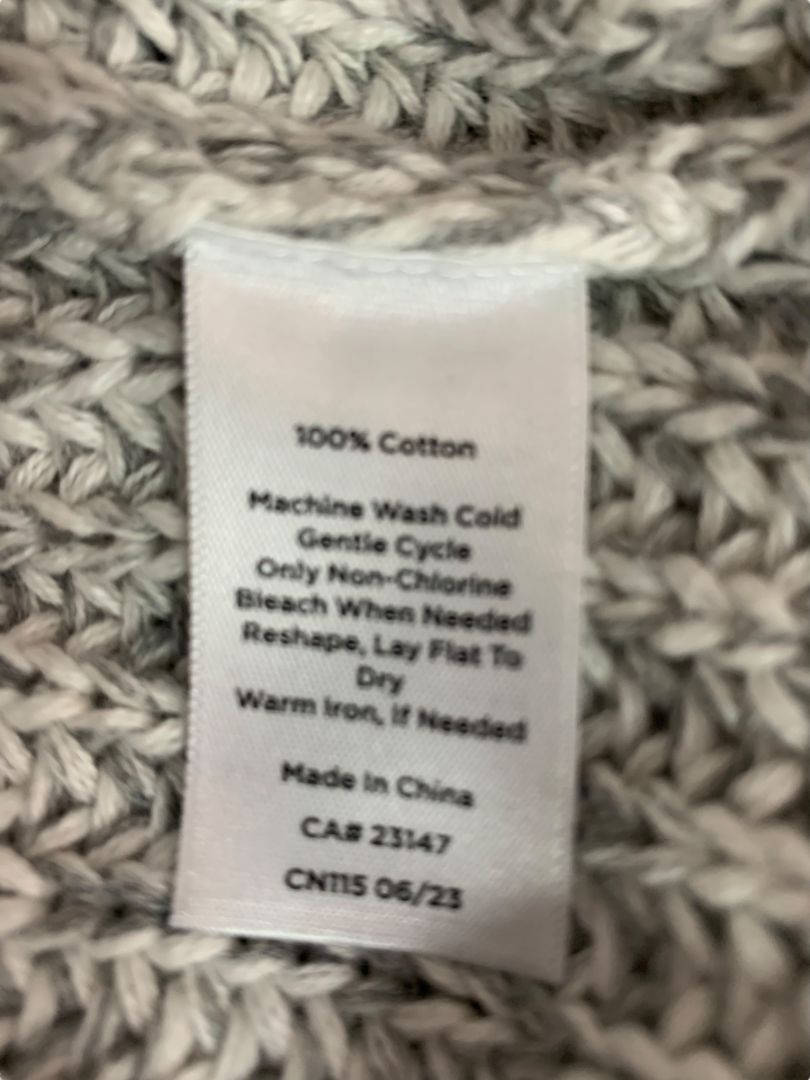 100% Cotton
Machine Wash Cold
Gentle Cycle
Only Non-Chlorine
Bleach When Needed
Reshape, Lay Flat To
Dry
Warm Iron, If Needed
Made In China
CA# 23147
CN115 06/23